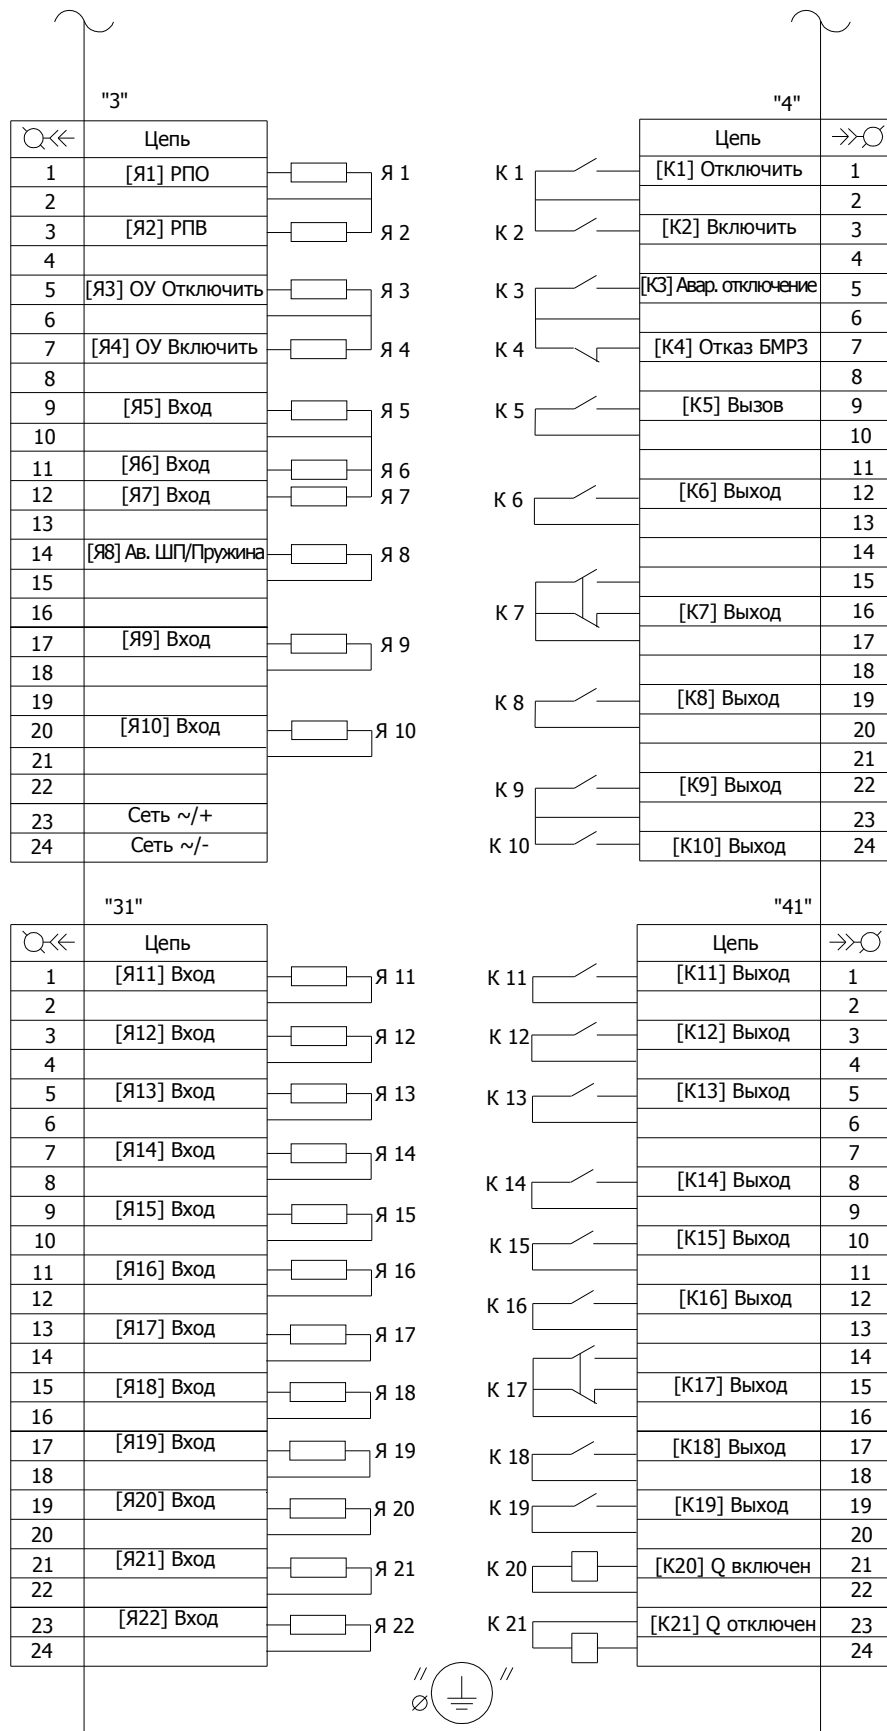 "3"
Цепь
1 [Я1] РПО Я 1
2
3 [Я2] РПВ Я 2
4
5 [Я3] ОУ Отключить Я 3
6
7 [Я4] ОУ Включить Я 4
8
9 [Я5] Вход Я 5
10
11 [Я6] Вход Я 6
12 [Я7] Вход Я 7
13
14 [Я8] Ав. ШП/Пружина Я 8
15
16
17 [Я9] Вход Я 9
18
19
20 [Я10] Вход Я 10
21
22
23 Сеть ~/+
24 Сеть ~/-
"4"
Цепь
К 1 [К1] Отключить 1
2
К 2 [К2] Включить 3
4
К 3 [К3] Авар. отключение 5
6
К 4 [К4] Отказ БМРЗ 7
8
К 5 [К5] Вызов 9
10
11
К 6 [К6] Выход 12
13
14
15
К 7 [К7] Выход 16
17
18
К 8 [К8] Выход 19
20
21
К 9 [К9] Выход 22
23
К 10 [К10] Выход 24
"31"
Цепь
1 [Я11] Вход Я 11
2
3 [Я12] Вход Я 12
4
5 [Я13] Вход Я 13
6
7 [Я14] Вход Я 14
8
9 [Я15] Вход Я 15
10
11 [Я16] Вход Я 16
12
13 [Я17] Вход Я 17
14
15 [Я18] Вход Я 18
16
17 [Я19] Вход Я 19
18
19 [Я20] Вход Я 20
20
21 [Я21] Вход Я 21
22
23 [Я22] Вход Я 22
24
"41"
Цепь
К 11 [К11] Выход 1
2
К 12 [К12] Выход 3
4
К 13 [К13] Выход 5
6
7
К 14 [К14] Выход 8
9
К 15 [К15] Выход 10
11
К 16 [К16] Выход 12
13
14
К 17 [К17] Выход 15
16
К 18 [К18] Выход 17
18
К 19 [К19] Выход 19
20
К 20 [К20] Q включен 21
22
К 21 [К21] Q отключен 23
24